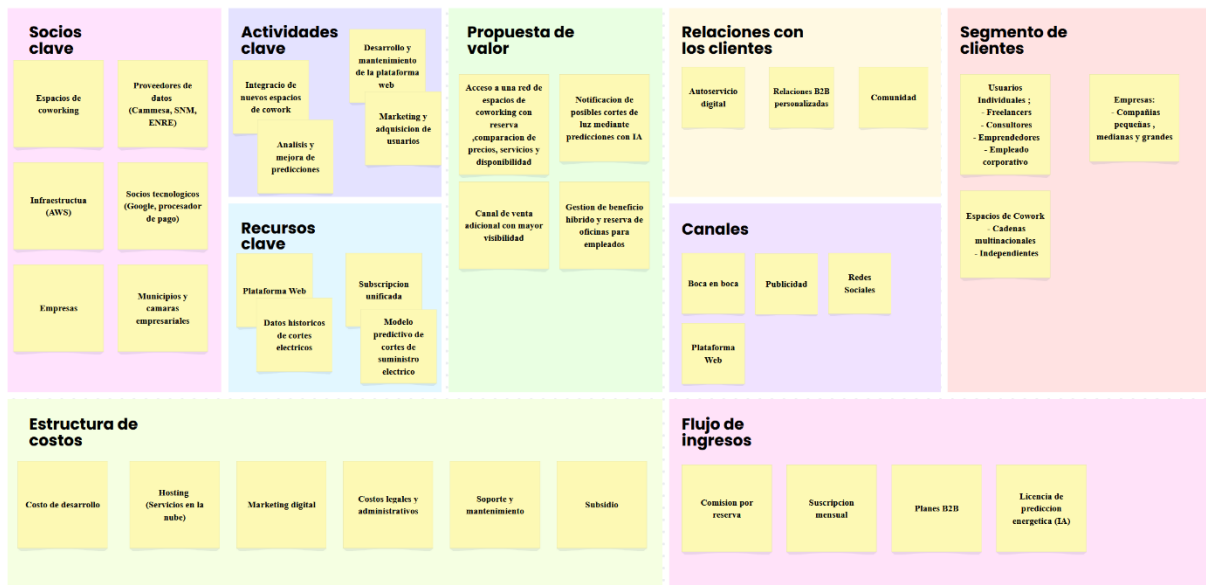 Socios
clave
Espacios de
coworking
Proveedores de
datos
(Cammesa, SNM,
ENRE)
Infraestructua
(AWS)
Socios tecnologicos
(Google, procesador
de pago)
Empresas
Municipios y
camaras
empresariales
Actividades
clave
Desarrollo y
mantenimiento
de la plataforma
web
Integracio de
nuevos espacios
de cowork
Marketing y
adquisicion de
usuarios
Analisis y
mejora de
predicciones
Recursos
clave
Plataforma Web
Subscripcion
unificada
Datos historicos
de cortes
electricos
Modelo
predictivo de
cortes de
suministro
electrico
Propuesta de
valor
Acceso a una red de
espacios de
coworking con
reserva
,comparacion de
precios, servicios y
disponibilidad
Notificacion de
posibles cortes de
luz mediante
predicciones con IA
Canal de venta
adicional con mayor
visibilidad
Gestion de beneficio
hibrido y reserva de
oficinas para
empleados
Relaciones con
los clientes
Autoservicio
digital
Relaciones B2B
personalizadas
Comunidad
Canales
Boca en boca
Publicidad
Redes
Sociales
Plataforma
Web
Segmento de
clientes
Usuarios
Individuales ;
- Freelancers
- Consultores
- Emprendedores
- Empleado
corporativo
Empresas:
- Compañias
pequeñas ,
medianas y grandes
Espacios de Cowork
- Cadenas
multinacionales
- Independientes
Estructura de
costos
Costo de desarrollo
Hosting
(Servicios en la
nube)
Marketing digital
Costos legales y
administrativos
Soporte y
mantenimiento
Subsidio
Flujo de
ingresos
Comision por
reserva
Suscripcion
mensual
Planes B2B
Licencia de
prediccion
energetica (IA)